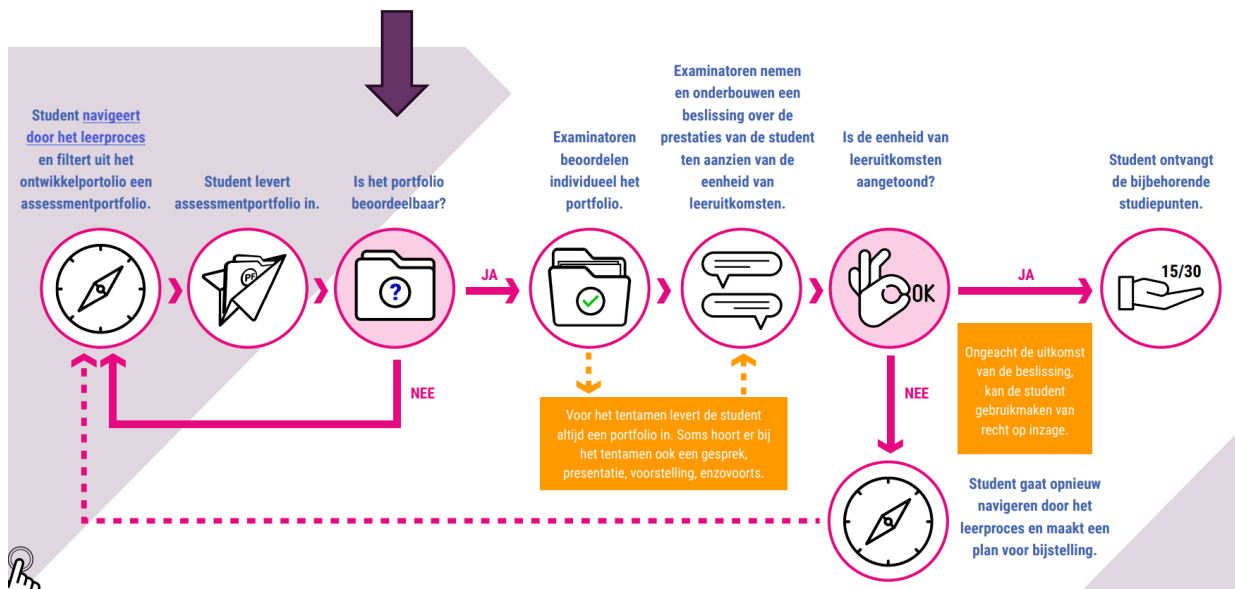 Student navigeert
door het leerproces
en filtert uit het
ontwikkelportolio een
assessmentportfolio.
Student levert
assessmentportfolio in.
Is het portfolio
beoordeelbaar?
Examinatoren
beoordelen
individueel het
portfolio.
Examinatoren nemen
en onderbouwen een
beslissing over de
prestaties van de student
ten aanzien van de
eenheid van
leeruitkomsten.
Is de eenheid van
leeruitkomsten
aangetoond?
Student ontvangt
de bijbehorende
studiepunten.
PF
?
JA
OK
JA
15/30
NEE
Voor het tentamen levert de student
altijd een portfolio in. Soms hoort er bij
het tentamen ook een gesprek,
presentatie, voorstelling, enzovoorts.
NEE
Ongeacht de uitkomst
van de beslissing,
kan de student
gebruikmaken van
recht op inzage.
Student gaat opnieuw
navigeren door het
leerproces en maakt een
plan voor bijstelling.